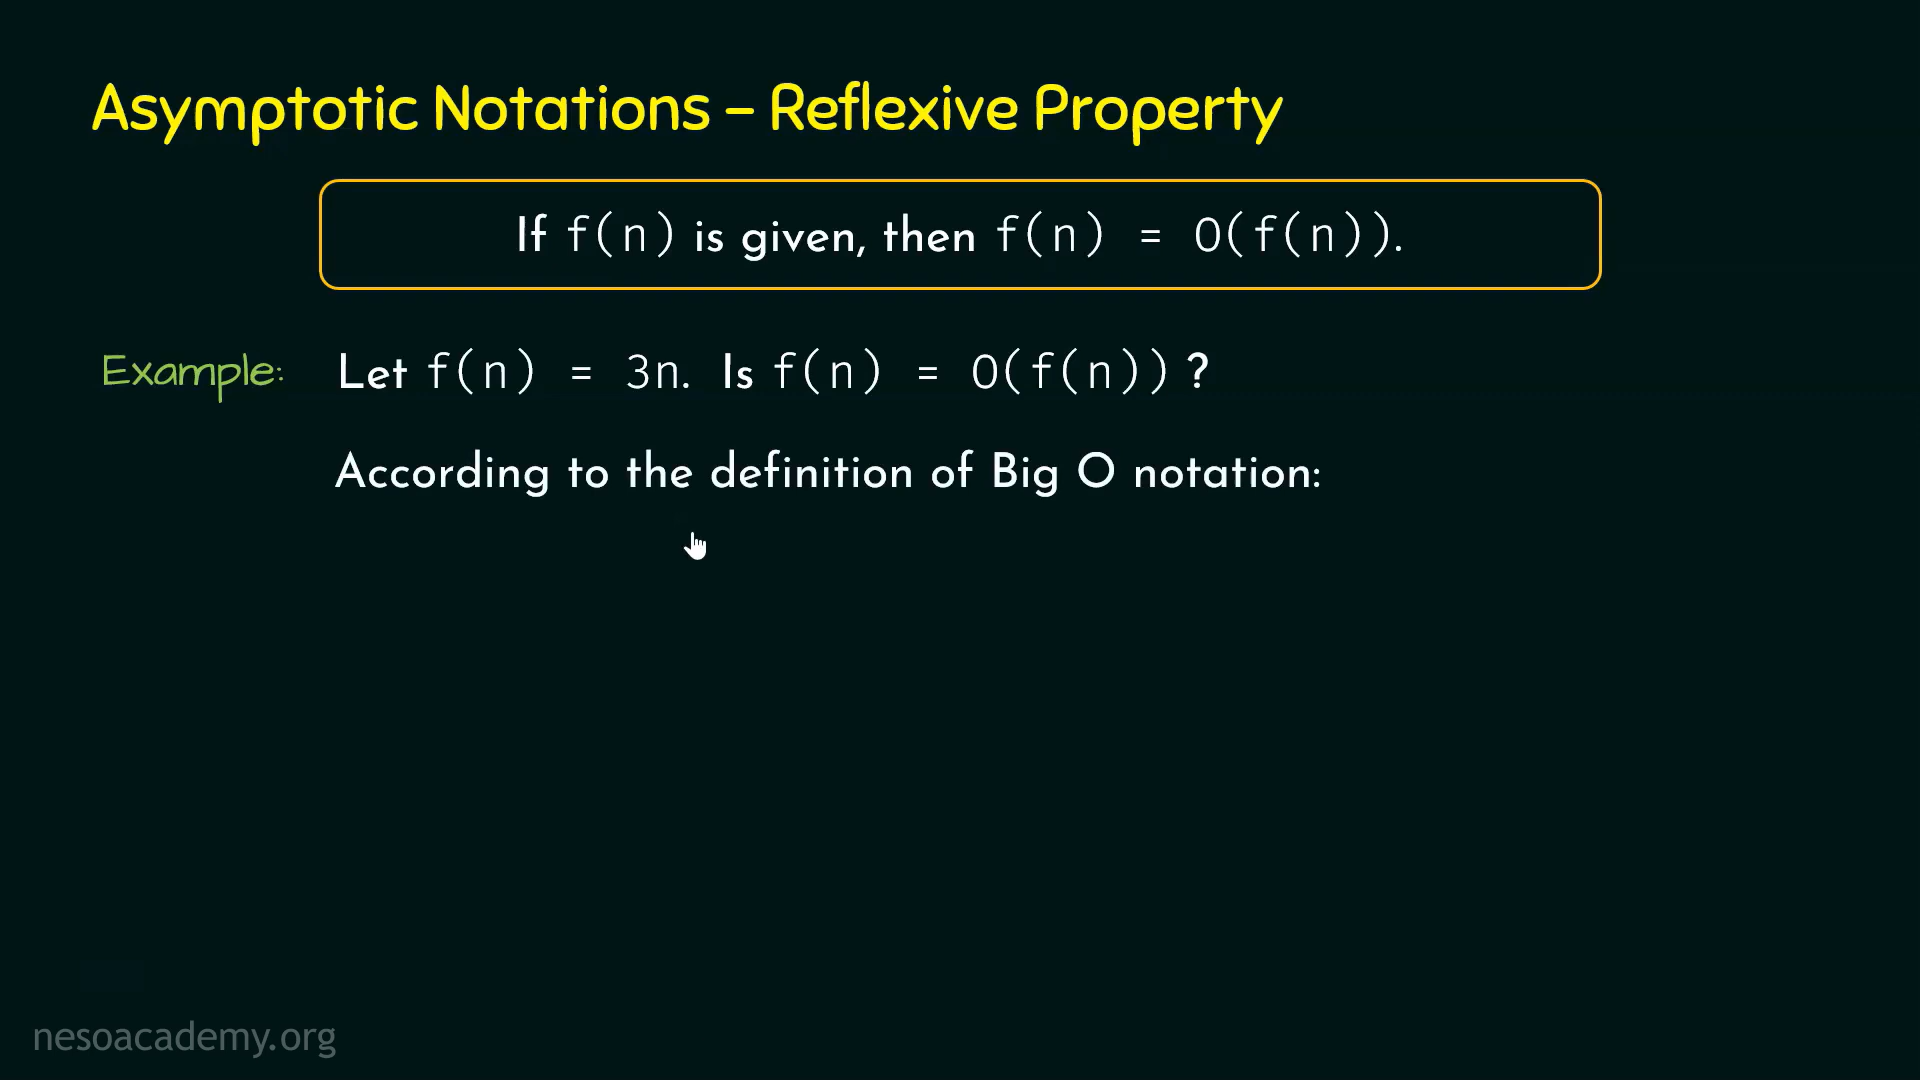 Asymptotic Notations – Reflexive Property
If f(n) is given, then f(n) = O(f(n)).
Example: Let f(n) = 3n. Is f(n) = O(f(n)) ?
According to the definition of Big O notation:
nesoacademy.org